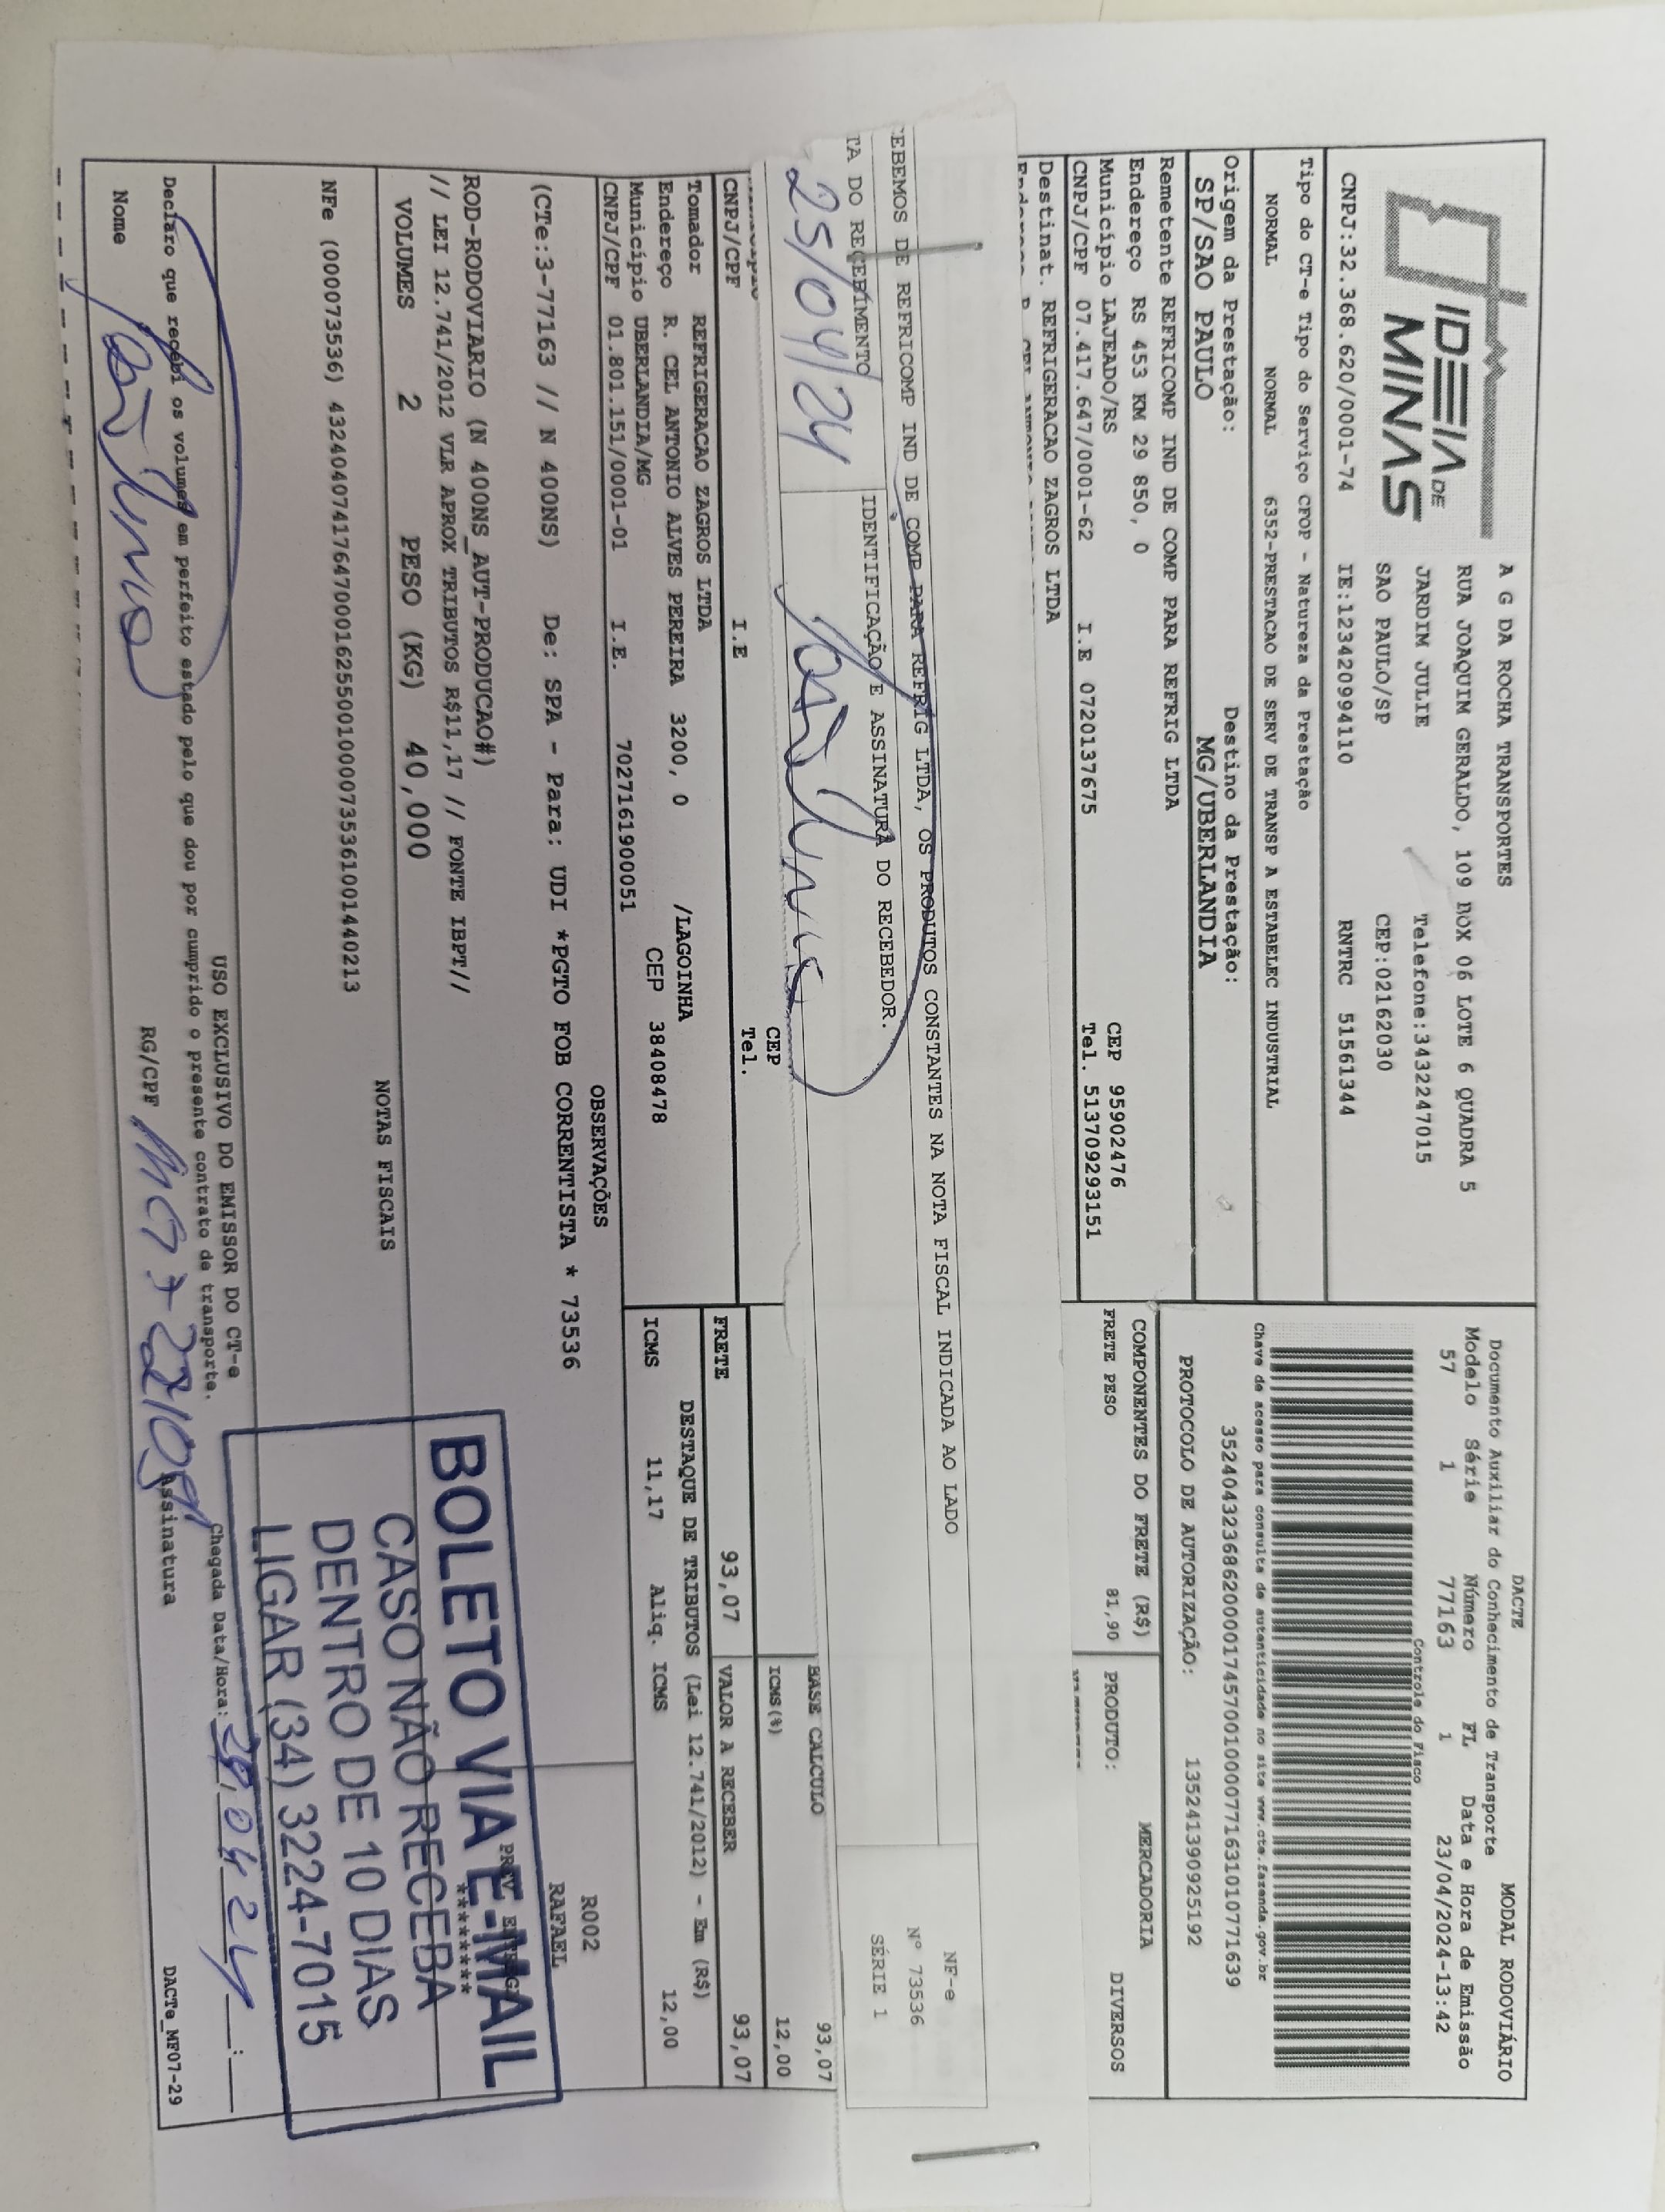 IDEIA DE
MINAS
A G DA ROCHA TRANSPORTES
RUA JOAQUIM GERALDO, 109 BOX 06 LOTE 6 QUADRA 5
JARDIM JULIE Telefone:3432247015
SAO PAULO/SP CEP:02162030
CNPJ:32.368.620/0001-74 IE:123420994110 RNTRC 51561344
DACTE MODAL RODOVIÁRIO
Documento Auxiliar do Conhecimento de Transporte
Modelo Série Número FL Data e Hora de Emissão
57 1 77163 1 23/04/2024-13:42
Controle do Fisco
Chave de acesso para consulta de autenticidade no site www.cte.fazenda.gov.br
35240432368620000174570010000771631010771639
PROTOCOLO DE AUTORIZAÇÃO: 135241390925192
Tipo do CT-e Tipo do Serviço CFOP - Natureza da Prestação
NORMAL NORMAL 6352-PRESTACAO DE SERV DE TRANSP A ESTABELEC INDUSTRIAL
Origem da Prestação: Destino da Prestação:
SP/SAO PAULO MG/UBERLANDIA
Remetente REFRICOMP IND DE COMP PARA REFRIG LTDA
Endereço RS 453 KM 29 850, 0
Município LAJEADO/RS CEP 95902476
CNPJ/CPF 07.417.647/0001-62 I.E 0720137675 Tel. 513709293151
COMPONENTES DO FRETE (R$) MERCADORIA
FRETE PESO 81,90 PRODUTO: DIVERSOS
Destinat. REFRIGERACAO ZAGROS LTDA
CEBEMOS DE REFRICOMP IND DE COMP PARA REFRIG LTDA, OS PRODUTOS CONSTANTES NA NOTA FISCAL INDICADA AO LADO
NF-e
Nº 73536
SÉRIE 1
TA DO RECEBIMENTO IDENTIFICAÇÃO E ASSINATURA DO RECEBEDOR.
25/04/24
BASE CALCULO 93,07
ICMS(%) 12,00
CEP
CNPJ/CPF I.E Tel.
FRETE 93,07 VALOR A RECEBER 93,07
Tomador REFRIGERACAO ZAGROS LTDA
Endereço R. CEL ANTONIO ALVES PEREIRA 3200, 0 /LAGOINHA
Município UBERLANDIA/MG CEP 38408478
CNPJ/CPF 01.801.151/0001-01 I.E. 7027161900051
DESTAQUE DE TRIBUTOS (Lei 12.741/2012) - Em (R$)
ICMS 11,17 Aliq. ICMS 12,00
OBSERVAÇÕES
R002
RAFAEL
(CTe:3-77163 // N 400NS) De: SPA - Para: UDI *PGTO FOB CORRENTISTA * 73536
ROD-RODOVIARIO (N 400NS_AUT-PRODUCAO#)
// LEI 12.741/2012 VLR APROX TRIBUTOS R$11,17 // FONTE IBPT//
PREV ENTREGA
********
VOLUMES 2 PESO (KG) 40,000
NOTAS FISCAIS
NFe (000073536) 43240407417647000162550010000735361001440213
BOLETO VIA E-MAIL
CASO NÃO RECEBA
DENTRO DE 10 DIAS
LIGAR (34) 3224-7015
USO EXCLUSIVO DO EMISSOR DO CT-e
Declaro que recebi os volumes em perfeito estado pelo que dou por cumprido o presente contrato de transporte.
Chegada Data/Hora: 04 24 :
Nome RG/CPF Assinatura
DACTe_MF07-29